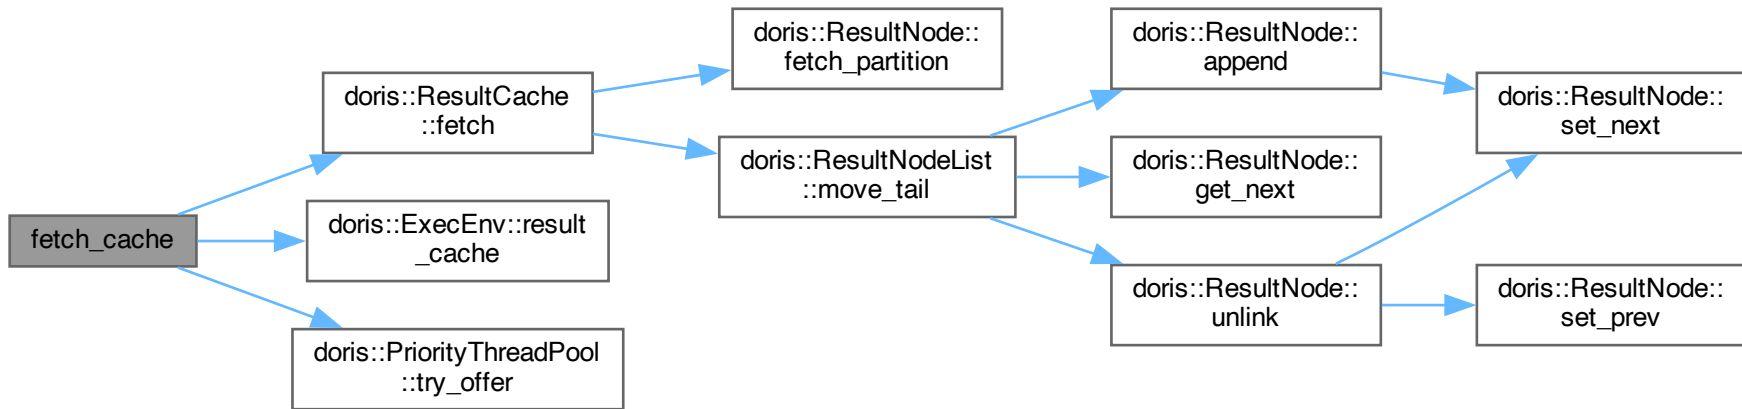 fetch_cache
doris::ResultCache
::fetch
doris::ExecEnv::result
_cache
doris::PriorityThreadPool
::try_offer
doris::ResultNode::
fetch_partition
doris::ResultNodeList
::move_tail
doris::ResultNode::
append
doris::ResultNode::
get_next
doris::ResultNode::
unlink
doris::ResultNode::
set_next
doris::ResultNode::
set_prev